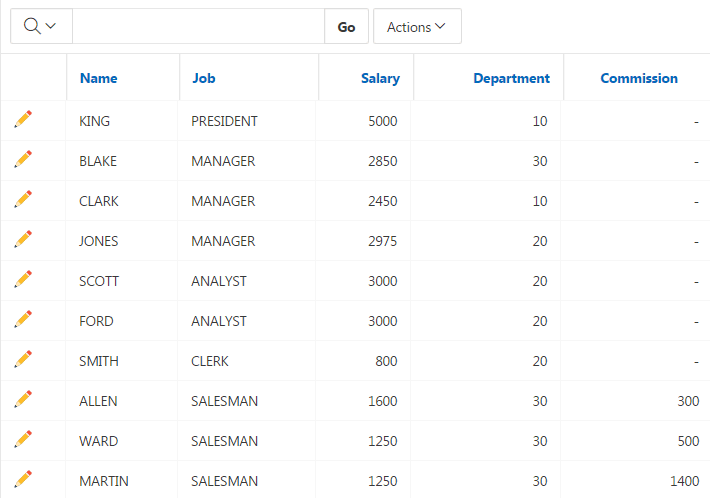 Go Actions
Name Job Salary Department Commission
KING PRESIDENT 5000 10 -
BLAKE MANAGER 2850 30 -
CLARK MANAGER 2450 10 -
JONES MANAGER 2975 20 -
SCOTT ANALYST 3000 20 -
FORD ANALYST 3000 20 -
SMITH CLERK 800 20 -
ALLEN SALESMAN 1600 30 300
WARD SALESMAN 1250 30 500
MARTIN SALESMAN 1250 30 1400